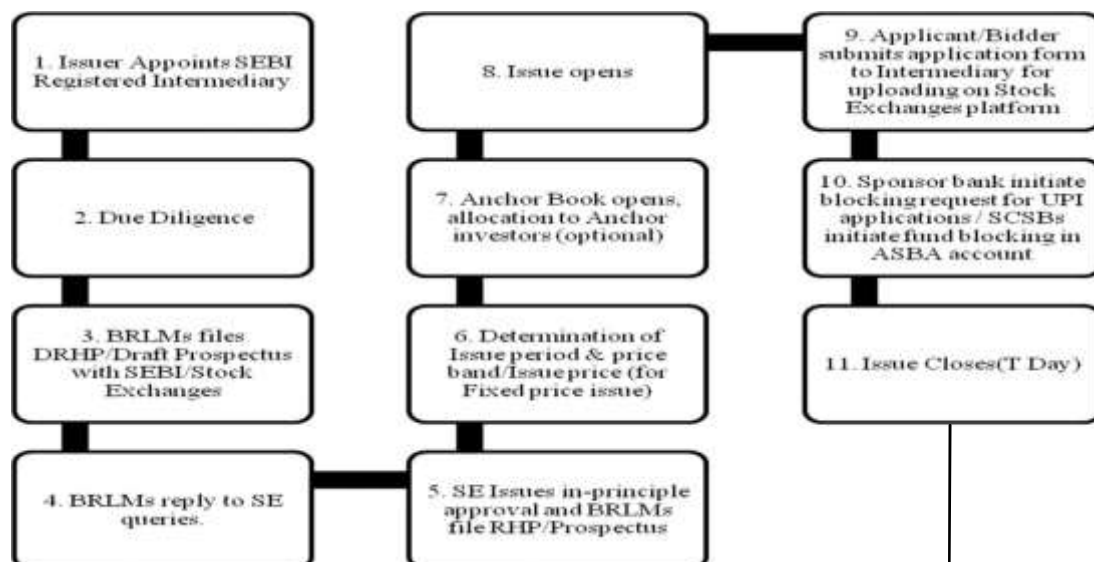 1. Issuer Appoints SEBI
Registered Intermediary
2. Due Diligence
3. BRLMs files
DRHP/Draft Prospectus
with SEBI/Stock
Exchanges
4. BRLMs reply to SE
queries.
5. SE Issues in-principle
approval and BRLMs
file RHP/Prospectus
6. Determination of
Issue period & price
band/Issue price (for
Fixed price issue)
7. Anchor Book opens,
allocation to Anchor
investors (optional)
8. Issue opens
9. Applicant/Bidder
submits application form
to Intermediary for
uploading on Stock
Exchanges platform
10. Sponsor bank initiate
blocking request for UPI
applications / SCSBs
initiate fund blocking in
ASBA account
11. Issue Closes(T Day)